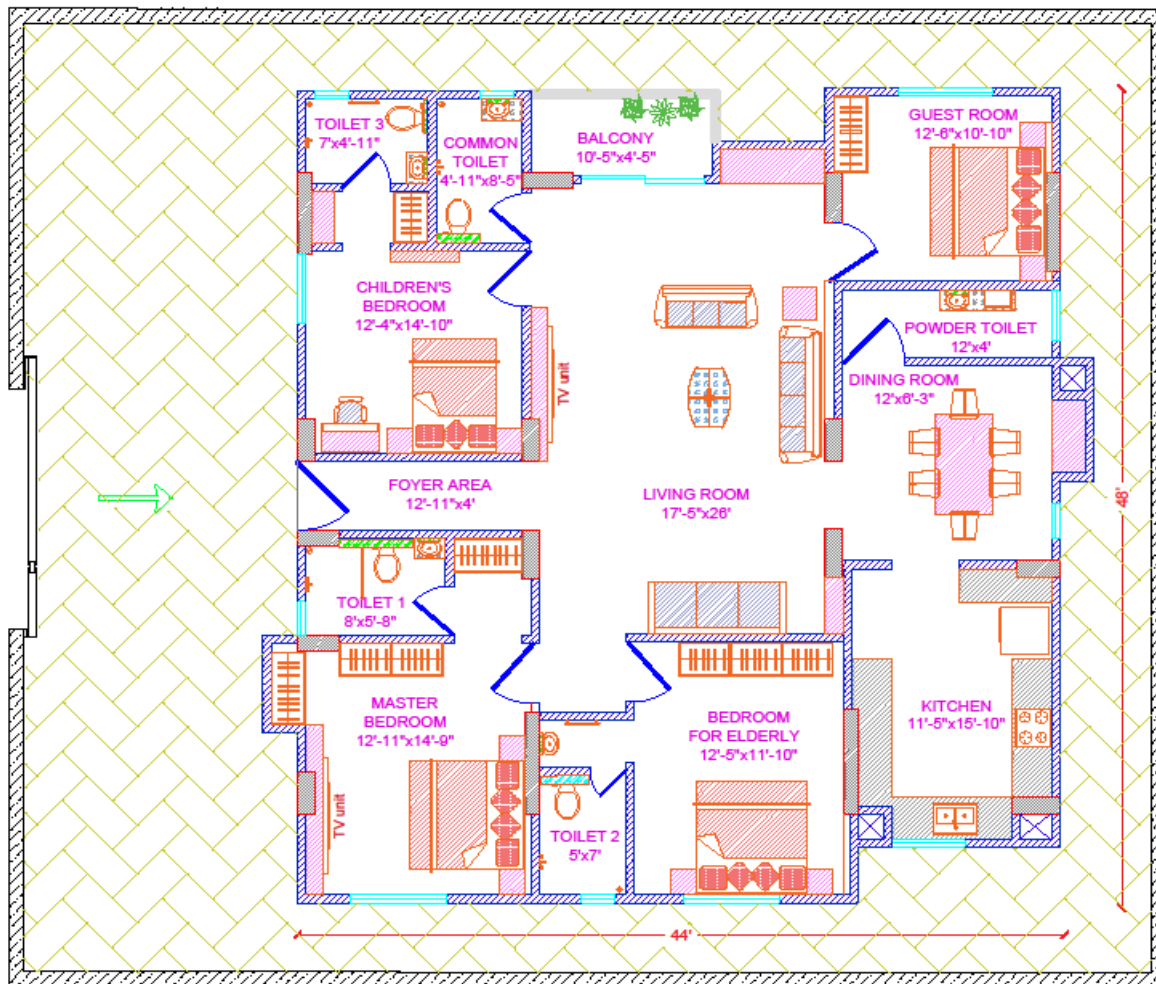 GUEST ROOM
12'-6"x10'-10"
TOILET 3
7'x4'-11"
COMMON
TOILET
4'-11"x8'-5"
BALCONY
10'-5"x4'-5"
CHILDREN'S
BEDROOM
12'-4"x14'-10"
POWDER TOILET
12'x4'
DINING ROOM
12'x6'-3"
TV unit
FOYER AREA
12'-11"x4'
LIVING ROOM
17'-5"x26'
48'
TOILET 1
8'x5'-8"
MASTER
BEDROOM
12'-11"x14'-9"
BEDROOM
FOR ELDERLY
12'-5"x11'-10"
KITCHEN
11'-5"x15'-10"
TV unit
TOILET 2
5'x7'
44'